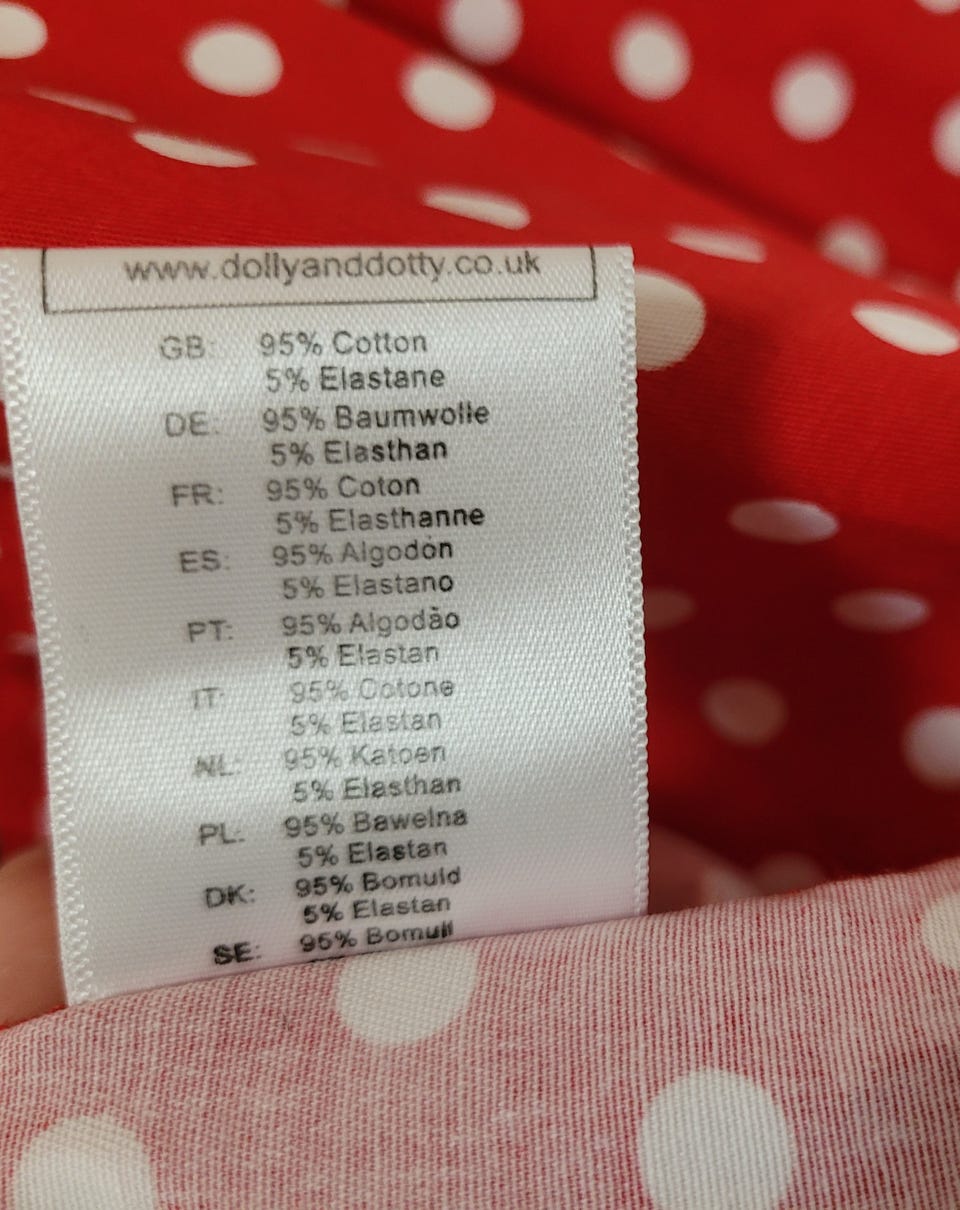 www.dollyanddotty.co.uk
GB: 95% Cotton
5% Elastane
DE: 95% Baumwolle
5% Elasthan
FR: 95% Coton
5% Elasthanne
ES: 95% Algodón
5% Elastano
PT: 95% Algodão
5% Elastan
IT: 95% Cotone
5% Elastan
NL: 95% Katoen
5% Elasthan
PL: 95% Bawełna
5% Elastan
DK: 95% Bomuld
5% Elastan
SE: 95% Bomull